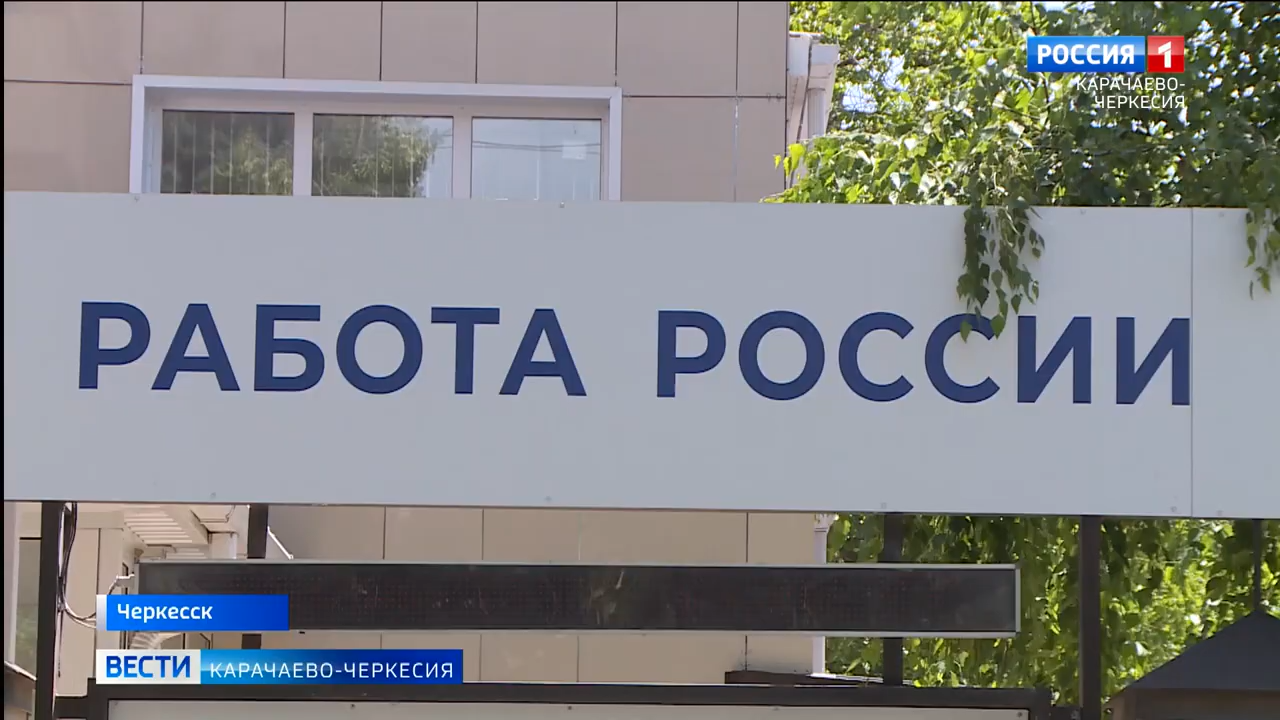 РОССИЯ 1
КАРАЧАЕВО-
ЧЕРКЕСИЯ
РАБОТА РОССИИ
Черкесск
ВЕСТИ КАРАЧАЕВО-ЧЕРКЕСИЯ